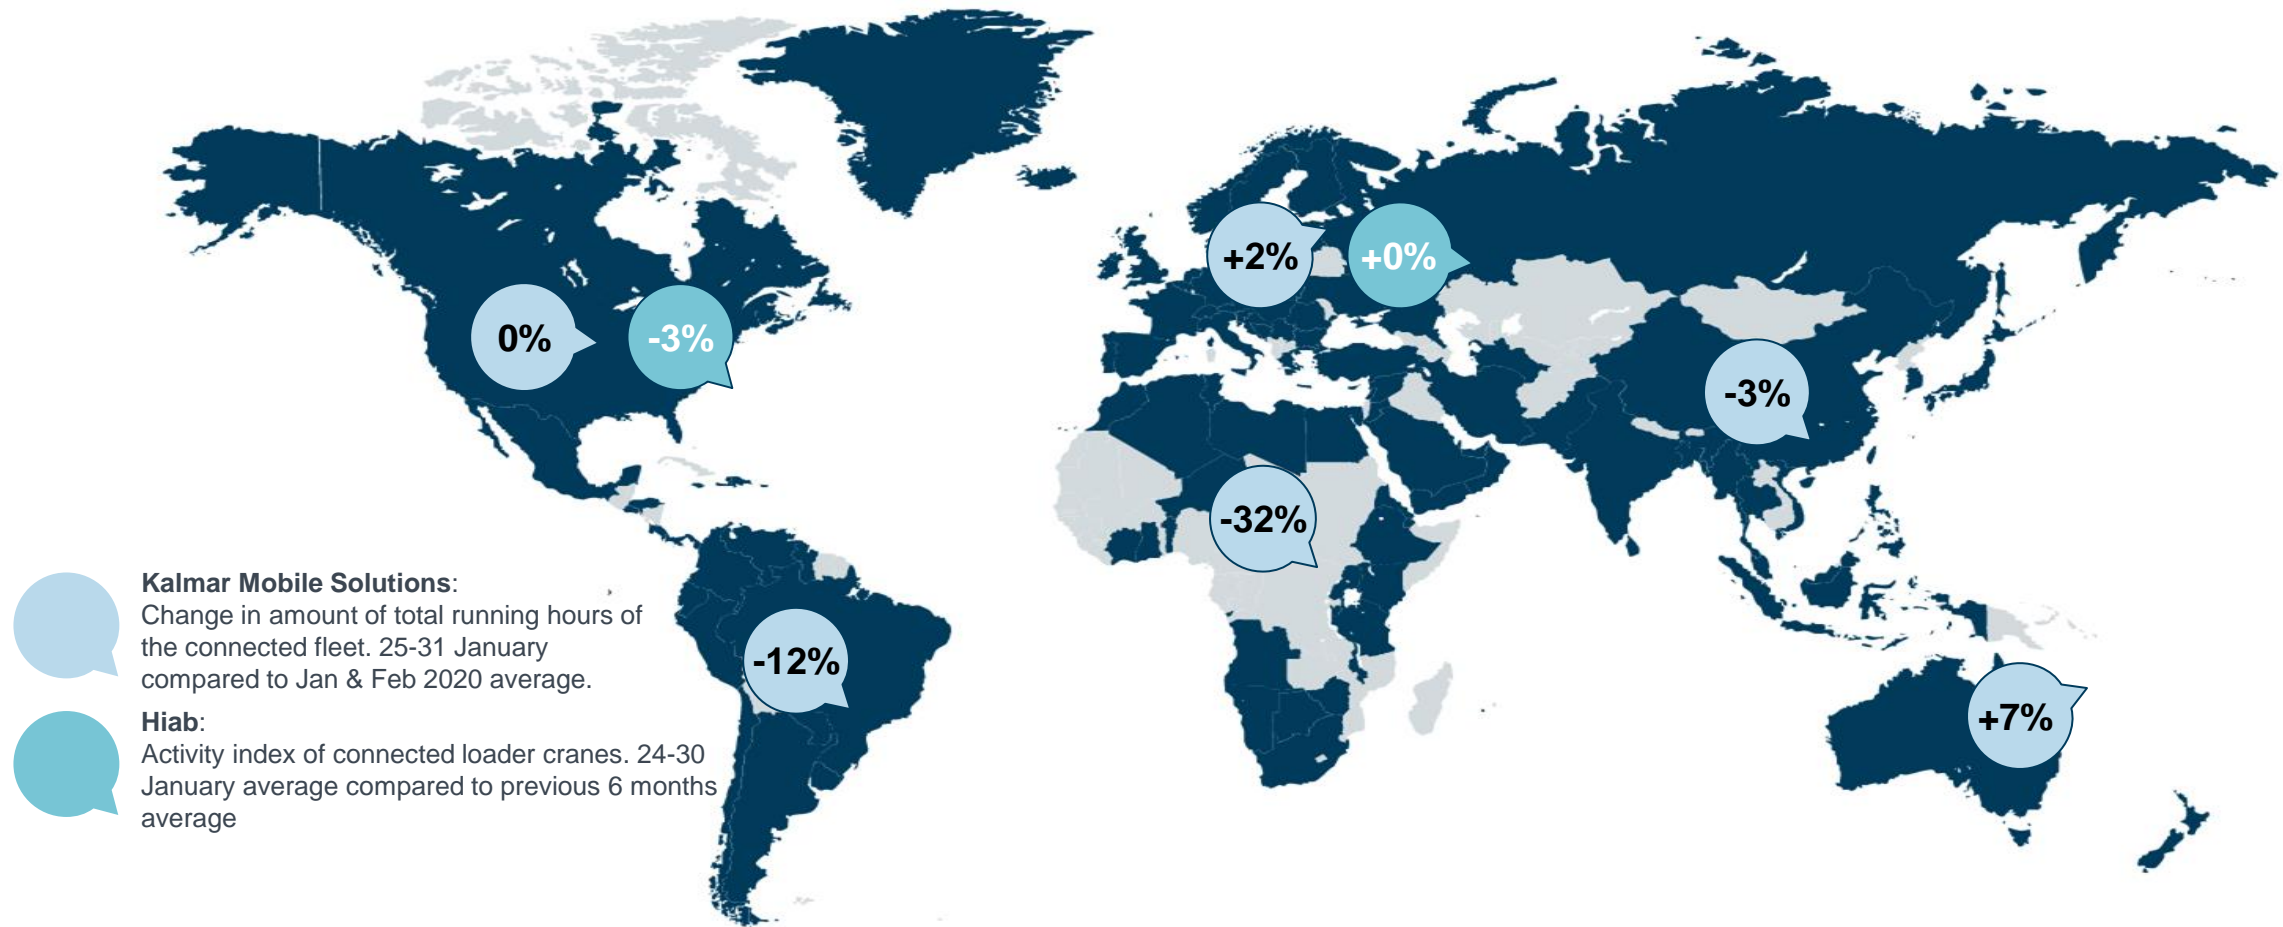 +2%
+0%
0%
-3%
-3%
-32%
-12%
+7%
Kalmar Mobile Solutions:
Change in amount of total running hours of
the connected fleet. 25-31 January
compared to Jan & Feb 2020 average.
Hiab:
Activity index of connected loader cranes. 24-30
January average compared to previous 6 months
average